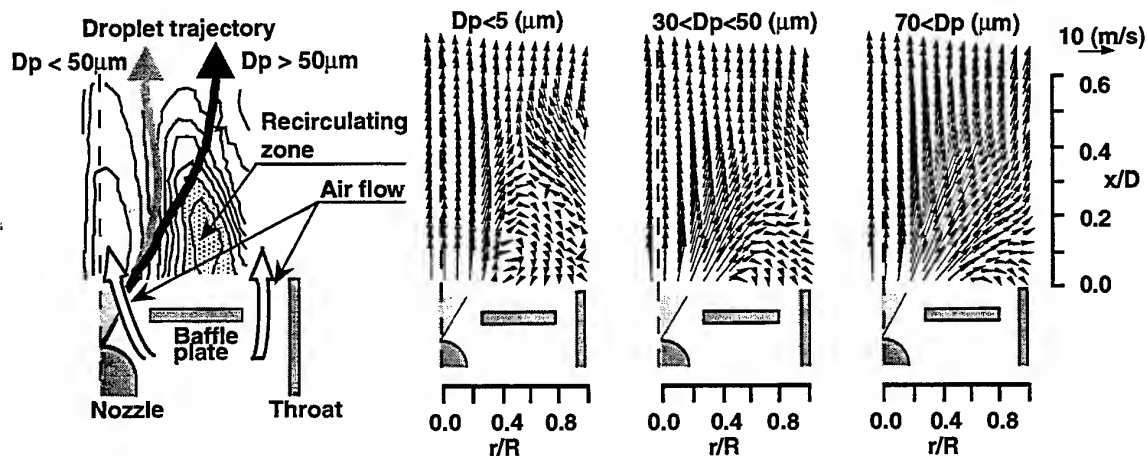 Droplet trajectory
Dp < 50μm
Dp > 50μm
Recirculating
zone
Air flow
Baffle
plate
Nozzle
Throat
Dp<5 (μm)
0.0 0.4 0.8
r/R
30<Dp<50 (μm)
0.0 0.4 0.8
r/R
70<Dp (μm)
0.0 0.4 0.8
r/R
10 (m/s)
0.6
0.4
x/D
0.2
0.0